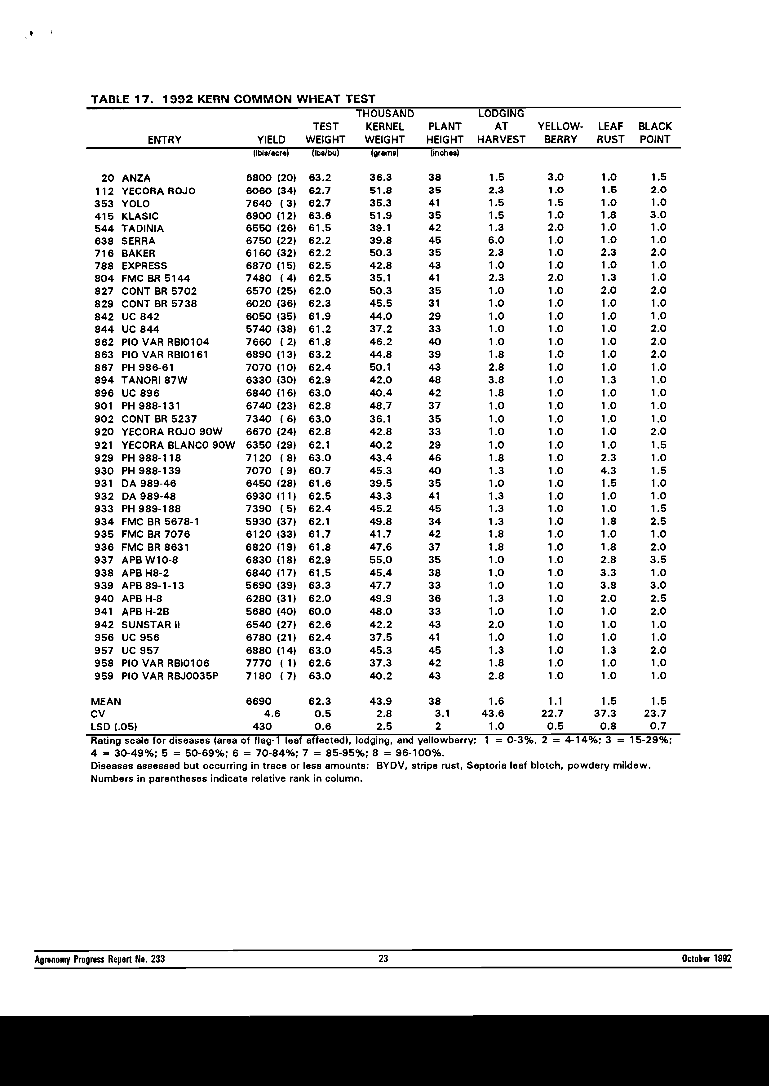 TABLE 17. 1992 KERN COMMON WHEAT TEST
THOUSAND LODGING
TEST KERNEL PLANT AT YELLOW- LEAF BLACK
ENTRY YIELD WEIGHT WEIGHT HEIGHT HARVEST BERRY RUST POINT
(lbs/acre) (lbs/bu) (grams) (inches)
20 ANZA 6800 (20) 63.2 36.3 38 1.5 3.0 1.0 1.5
112 YECORA ROJO 6060 (34) 62.7 51.8 35 2.3 1.0 1.5 2.0
353 YOLO 7640 ( 3) 62.7 35.3 41 1.5 1.5 1.0 1.0
415 KLASIC 6900 (12) 63.6 51.9 35 1.5 1.0 1.8 3.0
544 TADINIA 6550 (26) 61.5 39.1 42 1.3 2.0 1.0 1.0
638 SERRA 6750 (22) 62.2 39.8 45 6.0 1.0 1.0 1.0
716 BAKER 6160 (32) 62.2 50.3 35 2.3 1.0 2.3 2.0
788 EXPRESS 6870 (15) 62.5 42.8 43 1.0 1.0 1.0 1.0
804 FMC BR 5144 7480 ( 4) 62.5 35.1 41 2.3 2.0 1.3 1.0
827 CONT BR 5702 6570 (25) 62.0 50.3 35 1.0 1.0 2.0 2.0
829 CONT BR 5738 6020 (36) 62.3 45.5 31 1.0 1.0 1.0 1.0
842 UC 842 6050 (35) 61.9 44.0 29 1.0 1.0 1.0 1.0
844 UC 844 5740 (38) 61.2 37.2 33 1.0 1.0 1.0 2.0
862 PIO VAR RBI0104 7660 ( 2) 61.8 46.2 40 1.0 1.0 1.0 2.0
863 PIO VAR RBI0161 6890 (13) 63.2 44.8 39 1.8 1.0 1.0 2.0
867 PH 986-61 7070 (10) 62.4 50.1 43 2.8 1.0 1.0 1.0
894 TANORI 87W 6330 (30) 62.9 42.0 48 3.8 1.0 1.3 1.0
896 UC 896 6840 (16) 63.0 40.4 42 1.8 1.0 1.0 1.0
901 PH 988-131 6740 (23) 62.8 48.7 37 1.0 1.0 1.0 1.0
902 CONT BR 5237 7340 ( 6) 63.0 36.1 35 1.0 1.0 1.0 1.0
920 YECORA ROJO 90W 6670 (24) 62.8 42.8 33 1.0 1.0 1.0 2.0
921 YECORA BLANCO 90W 6350 (29) 62.1 40.2 29 1.0 1.0 1.0 1.5
929 PH 988-118 7120 ( 8) 63.0 43.4 46 1.8 1.0 2.3 1.0
930 PH 988-139 7070 ( 9) 60.7 45.3 40 1.3 1.0 4.3 1.5
931 DA 989-46 6450 (28) 61.6 39.5 35 1.0 1.0 1.5 1.0
932 DA 989-48 6930 (11) 62.5 43.3 41 1.3 1.0 1.0 1.0
933 PH 989-188 7390 ( 5) 62.4 45.2 45 1.3 1.0 1.0 1.5
934 FMC BR 5678-1 5930 (37) 62.1 49.8 34 1.3 1.0 1.8 2.5
935 FMC BR 7076 6120 (33) 61.7 41.7 42 1.8 1.0 1.0 1.0
936 FMC BR 8631 6820 (19) 61.8 47.6 37 1.8 1.0 1.8 2.0
937 APB W10-8 6830 (18) 62.9 55.0 35 1.0 1.0 2.8 3.5
938 APB H8-2 6840 (17) 61.5 45.4 38 1.0 1.0 3.3 1.0
939 APB 89-1-13 5690 (39) 63.3 47.7 33 1.0 1.0 3.8 3.0
940 APB H-8 6280 (31) 62.0 49.9 36 1.3 1.0 2.0 2.5
941 APB H-2B 5680 (40) 60.0 48.0 33 1.0 1.0 1.0 2.0
942 SUNSTAR II 6540 (27) 62.6 42.2 43 2.0 1.0 1.0 1.0
956 UC 956 6780 (21) 62.4 37.5 41 1.0 1.0 1.0 1.0
957 UC 957 6880 (14) 63.0 45.3 45 1.3 1.0 1.3 2.0
958 PIO VAR RBI0106 7770 ( 1) 62.6 37.3 42 1.8 1.0 1.0 1.0
959 PIO VAR RBJ0035P 7180 ( 7) 63.0 40.2 43 2.8 1.0 1.0 1.0
MEAN 6690 62.3 43.9 38 1.6 1.1 1.5 1.5
CV 4.6 0.5 2.8 3.1 43.6 22.7 37.3 23.7
LSD (.05) 430 0.6 2.5 2 1.0 0.5 0.8 0.7
Rating scale for diseases (area of flag-1 leaf affected), lodging, and yellowberry: 1 = 0-3%, 2 = 4-14%; 3 = 15-29%;
4 = 30-49%; 5 = 50-69%; 6 = 70-84%; 7 = 85-95%; 8 = 96-100%.
Diseases assessed but occurring in trace or less amounts: BYDV, stripe rust, Septoria leaf blotch, powdery mildew.
Numbers in parentheses indicate relative rank in column.
Agronomy Progress Report No. 233 23 October 1992